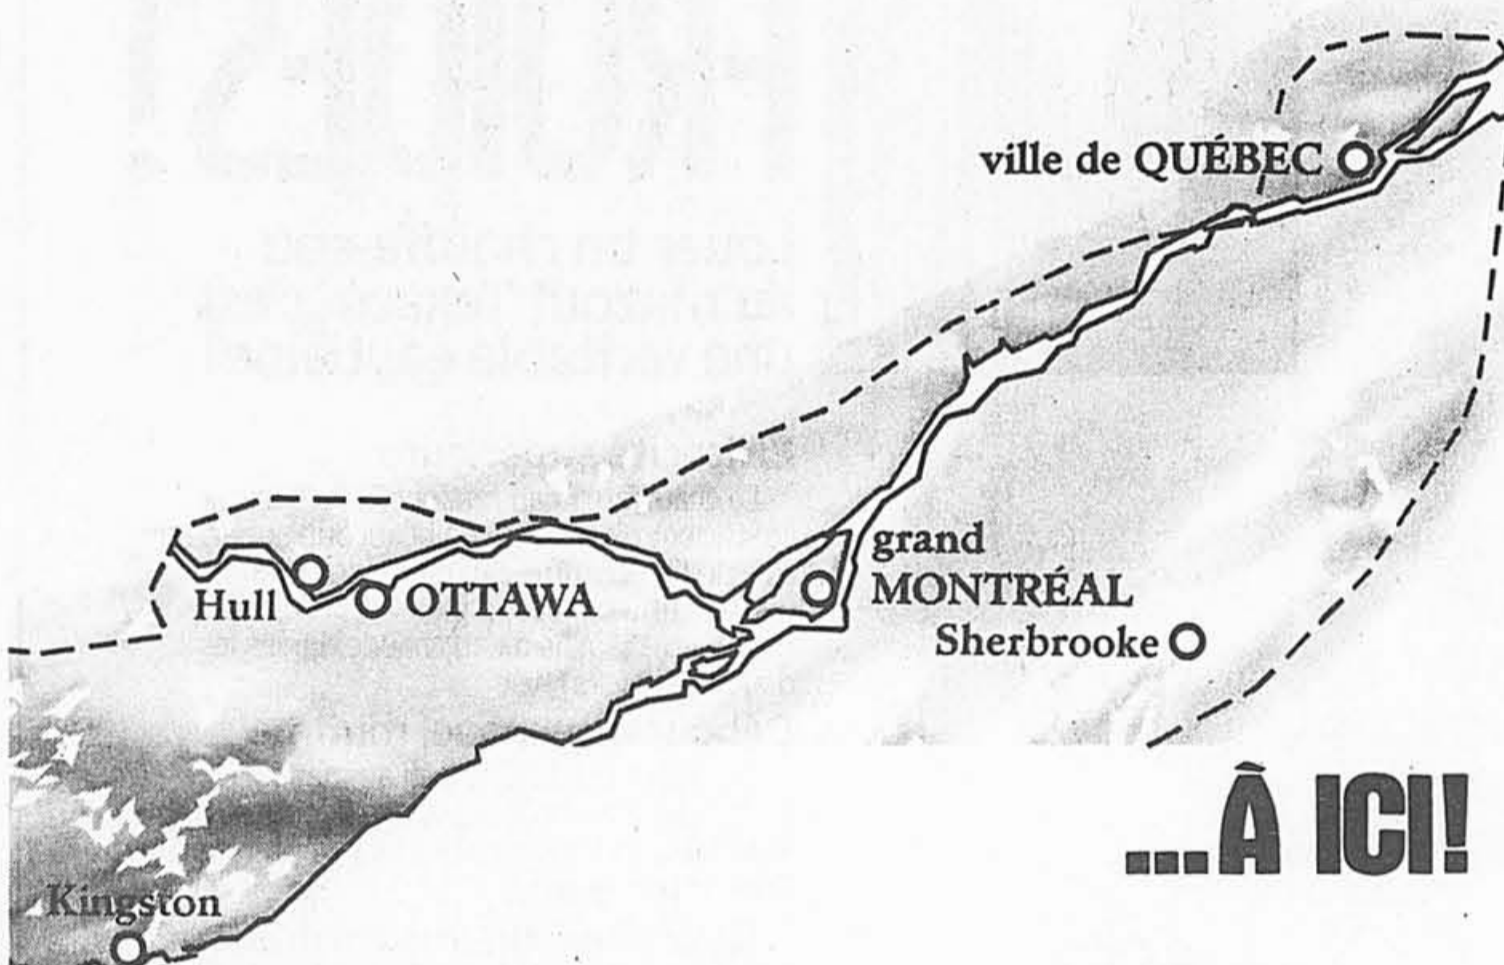 ville de QUÉBEC
grand
MONTRÉAL
Hull
OTTAWA
Sherbrooke
...Â ICI!
Kingston